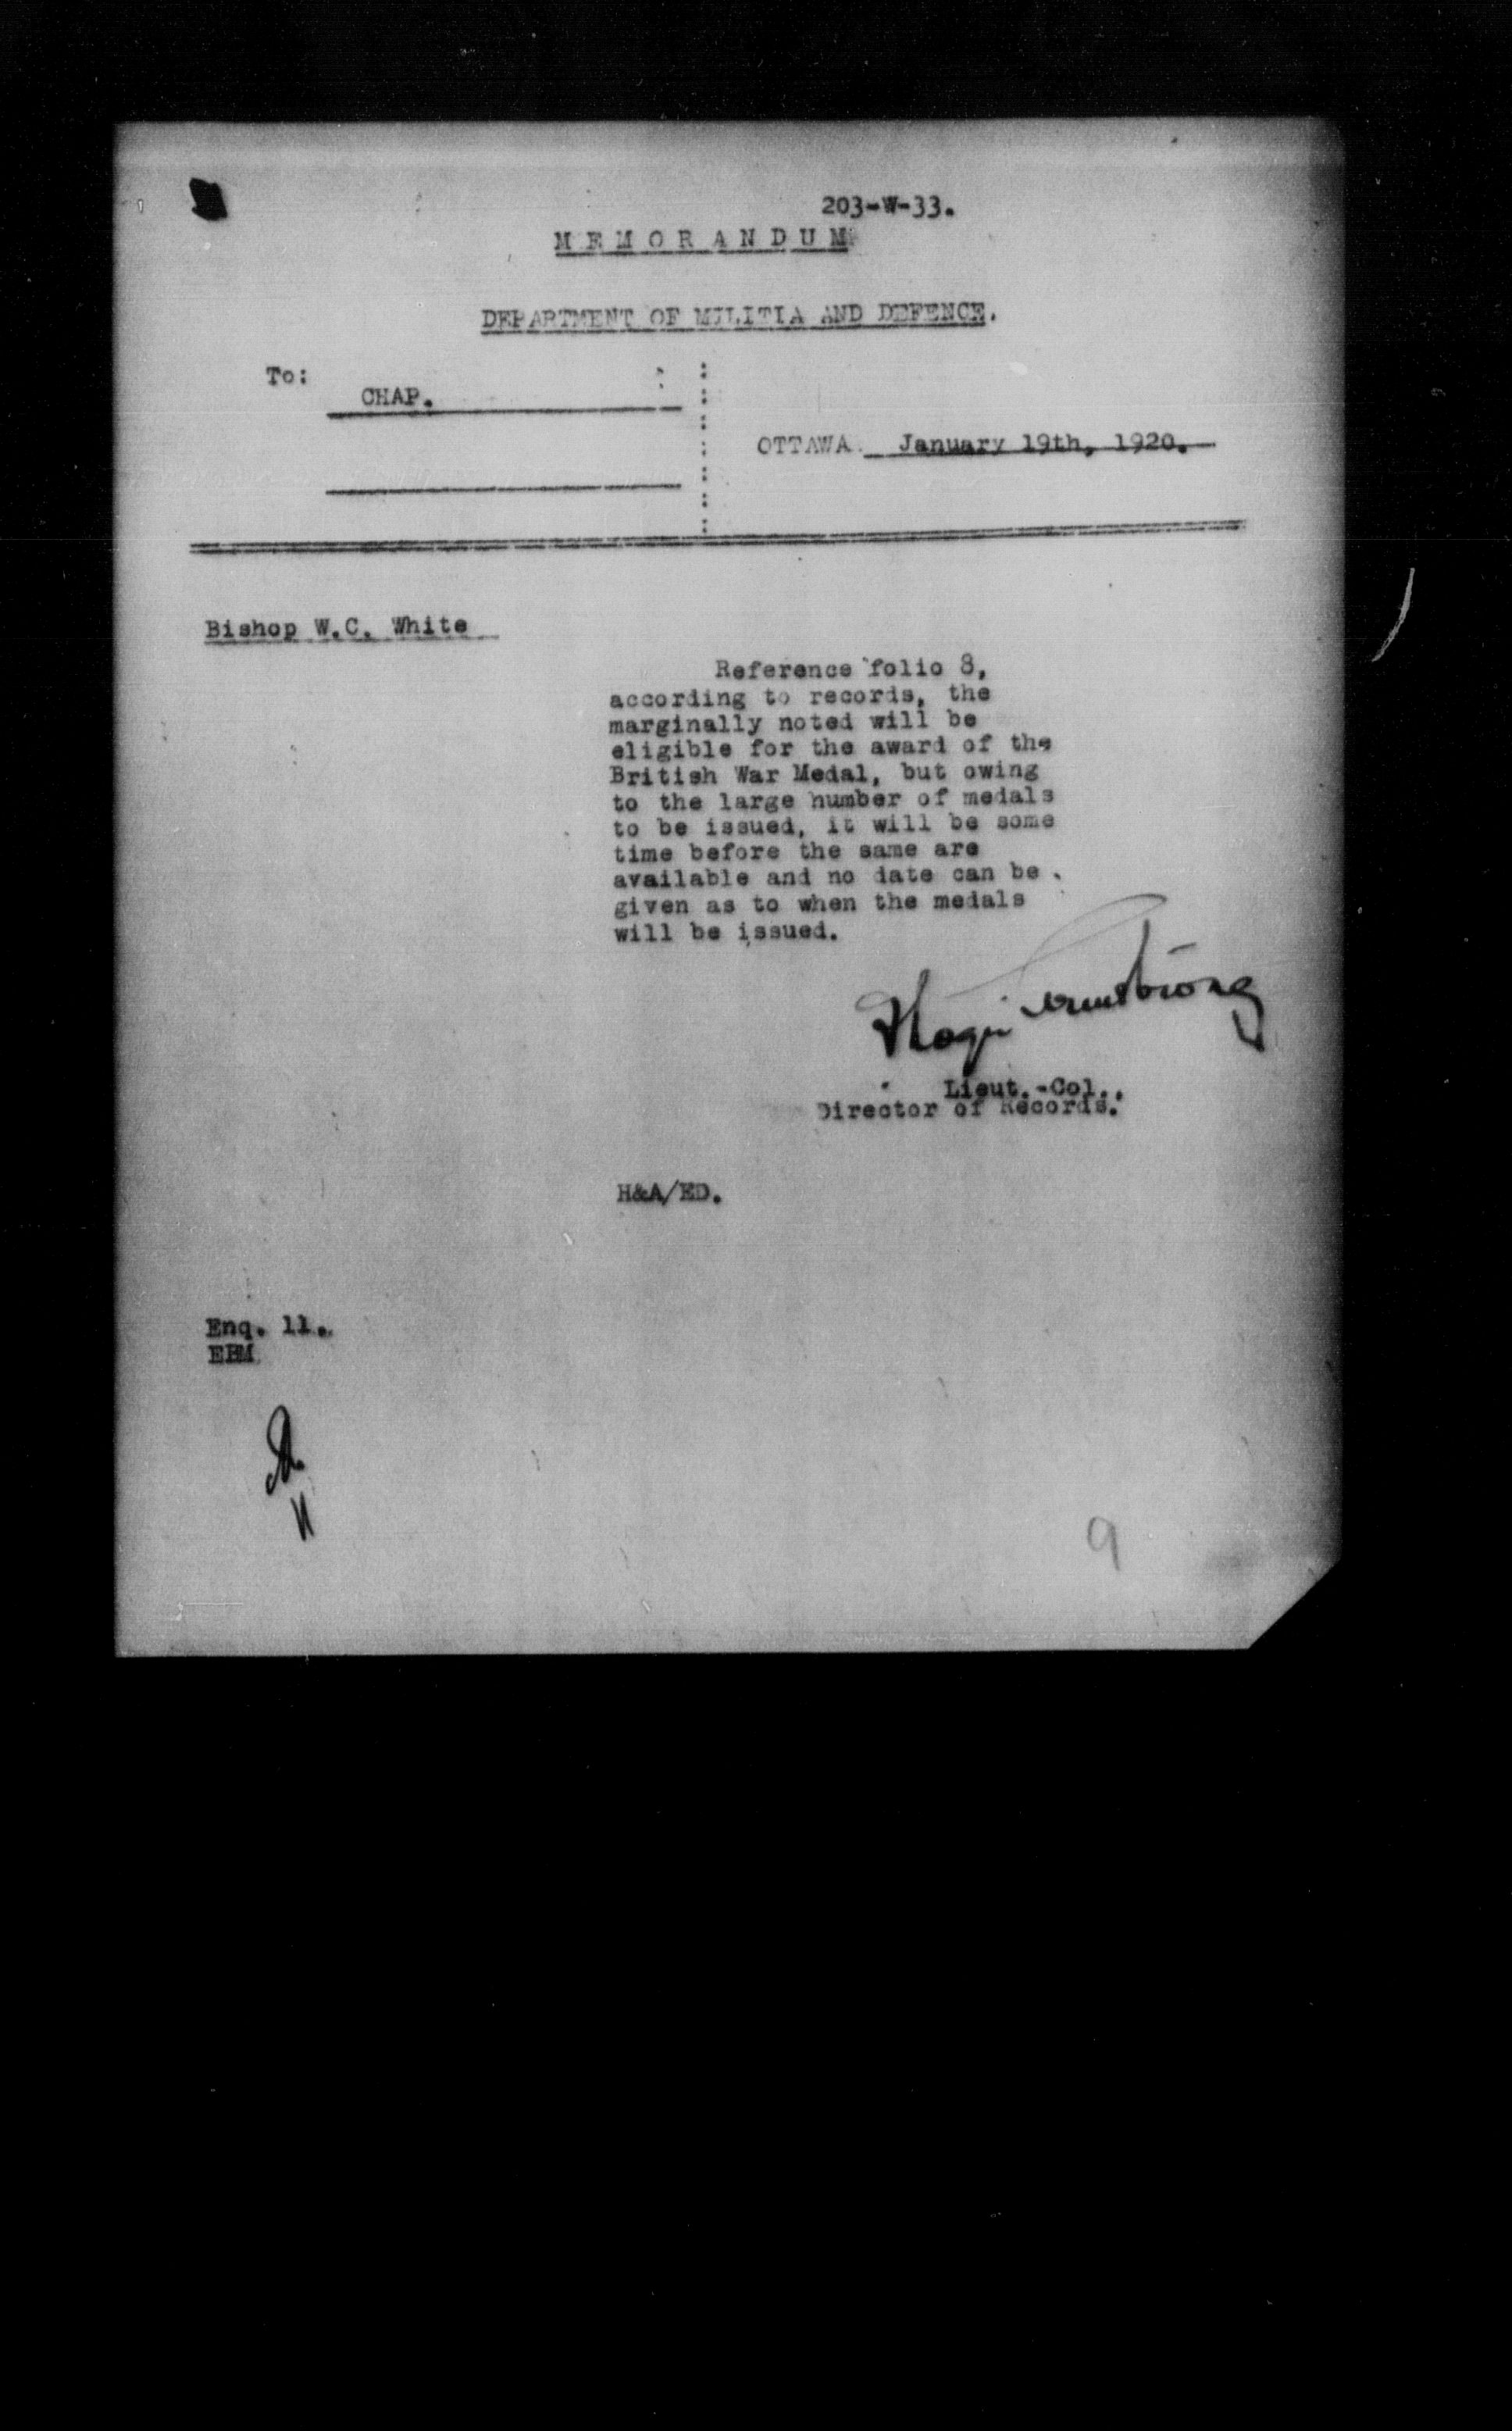 203-W-33.
MEMORANDUM
DEPARTMENT OF MILITIA AND DEFENCE.
To:
CHAP.
OTTAWA January 19th, 1920.
Bishop W.C. White
Reference folio 8,
according to records, the
marginally noted will be
eligible for the award of the
British War Medal, but owing
to the large number of medals
to be issued, it will be some
time before the same are
available and no date can be
given as to when the medals
will be issued.
Armstrong
Lieut.-Col.,
Director of Records.
H&A/ED.
Enq. 11.
EHM
9